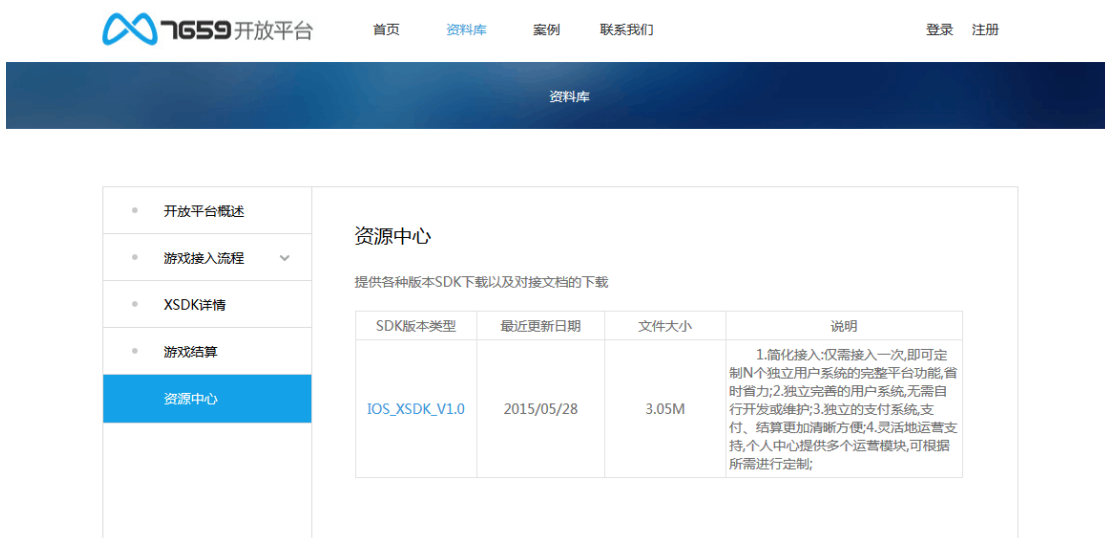 7659开放平台
首页 资料库 案例 联系我们 登录 注册
资料库
开放平台概述
游戏接入流程
XSDK详情
游戏结算
资源中心
资源中心
提供各种版本SDK下载以及对接文档的下载
SDK版本类型 最近更新日期 文件大小 说明
IOS_XSDK_V1.0 2015/05/28 3.05M
1.简化接入:仅需接入一次,即可定
制N个独立用户系统的完整平台功能,省
时省力;2.独立完善的用户系统,无需自
行开发或维护;3.独立的支付系统,支
付、结算更加清晰方便;4.灵活地运营支
持,个人中心提供多个运营模块,可根据
所需进行定制;